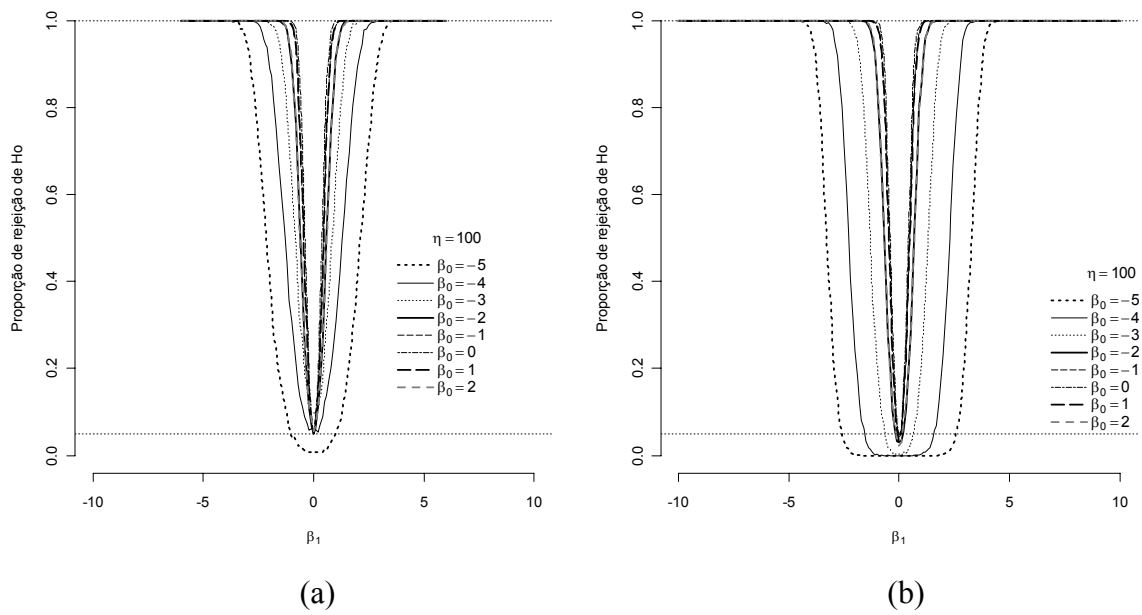 Proporção de rejeição de Ho
1.0
0.8
0.6
0.4
0.2
0.0
η = 100
β0 = −5
β0 = −4
β0 = −3
β0 = −2
β0 = −1
β0 = 0
β0 = 1
β0 = 2
-10 -5 0 5 10
β1
(a)
Proporção de rejeição de Ho
1.0
0.8
0.6
0.4
0.2
0.0
η = 100
β0 = −5
β0 = −4
β0 = −3
β0 = −2
β0 = −1
β0 = 0
β0 = 1
β0 = 2
-10 -5 0 5 10
β1
(b)